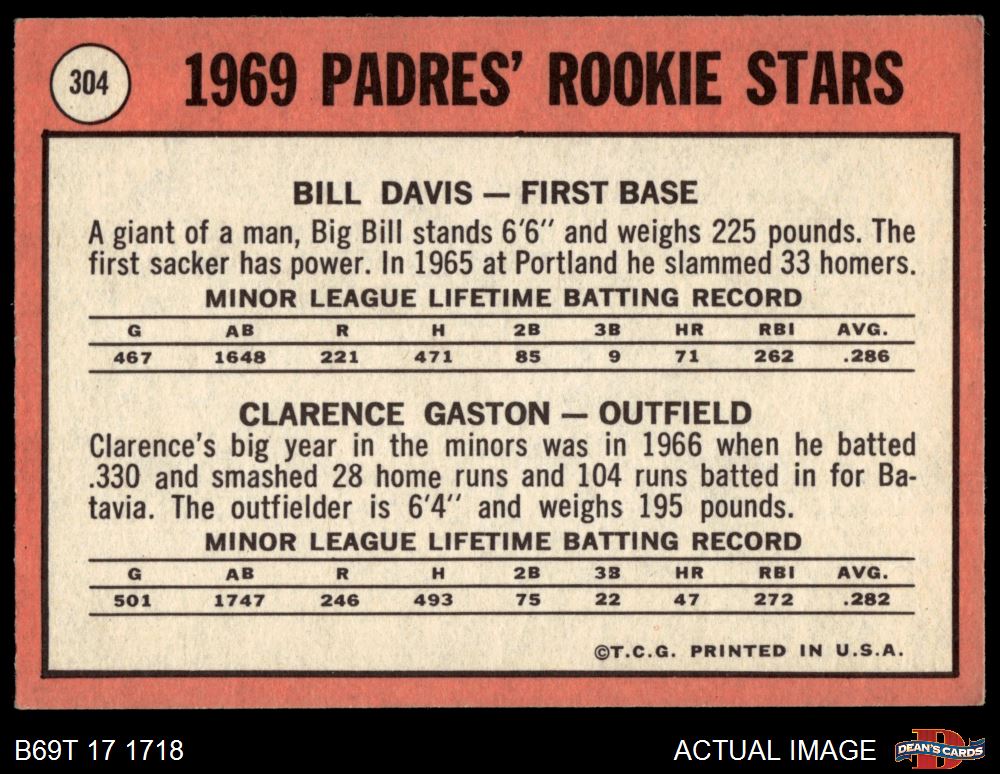 304
1969 PADRES' ROOKIE STARS
BILL DAVIS — FIRST BASE
A giant of a man, Big Bill stands 6'6" and weighs 225 pounds. The
first sacker has power. In 1965 at Portland he slammed 33 homers.
MINOR LEAGUE LIFETIME BATTING RECORD
G AB R H 2B 3B HR RBI AVG.
467 1648 221 471 85 9 71 262 .286
CLARENCE GASTON — OUTFIELD
Clarence's big year in the minors was in 1966 when he batted
.330 and smashed 28 home runs and 104 runs batted in for Ba-
tavia. The outfielder is 6'4" and weighs 195 pounds.
MINOR LEAGUE LIFETIME BATTING RECORD
G AB R H 2B 3B HR RBI AVG.
501 1747 246 493 75 22 47 272 .282
©T.C.G. PRINTED IN U.S.A.
B69T 17 1718
ACTUAL IMAGE
D
DEAN'S CARDS